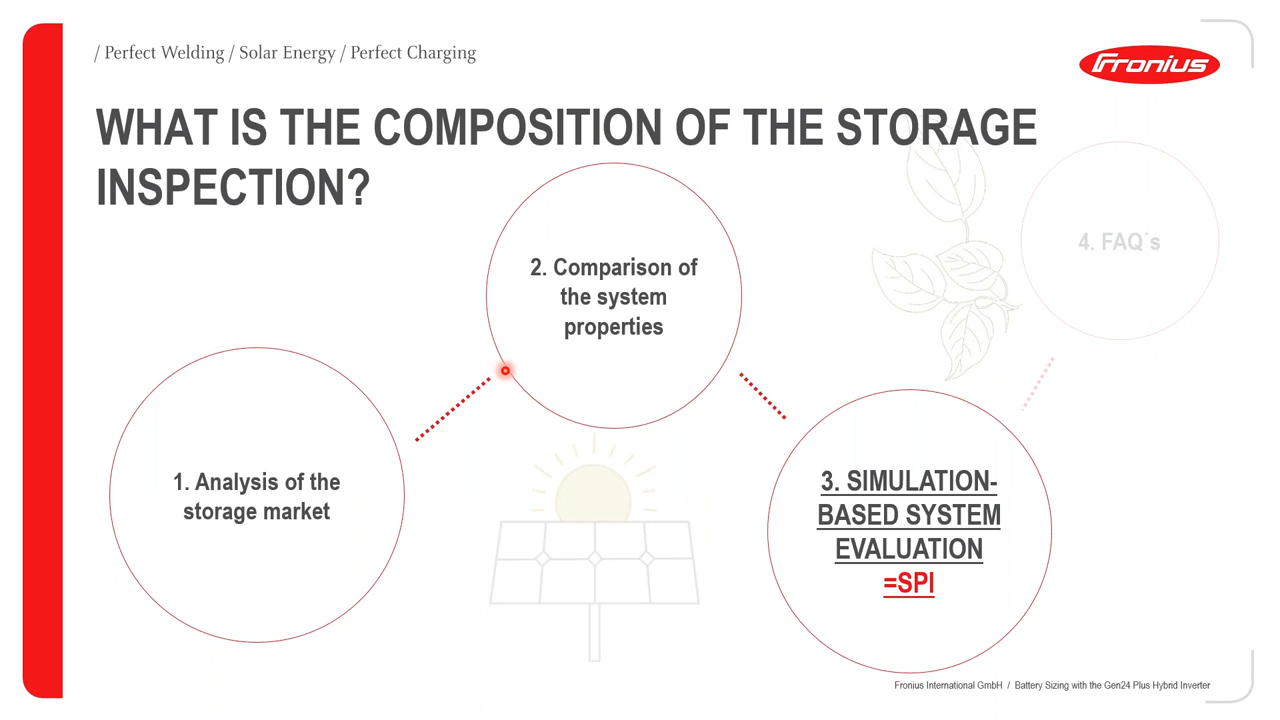 / Perfect Welding / Solar Energy / Perfect Charging
Fronius
WHAT IS THE COMPOSITION OF THE STORAGE
INSPECTION?
1. Analysis of the
storage market
2. Comparison of
the system
properties
3. SIMULATION-
BASED SYSTEM
EVALUATION
=SPI
4. FAQ´s
Fronius International GmbH / Battery Sizing with the Gen24 Plus Hybrid Inverter